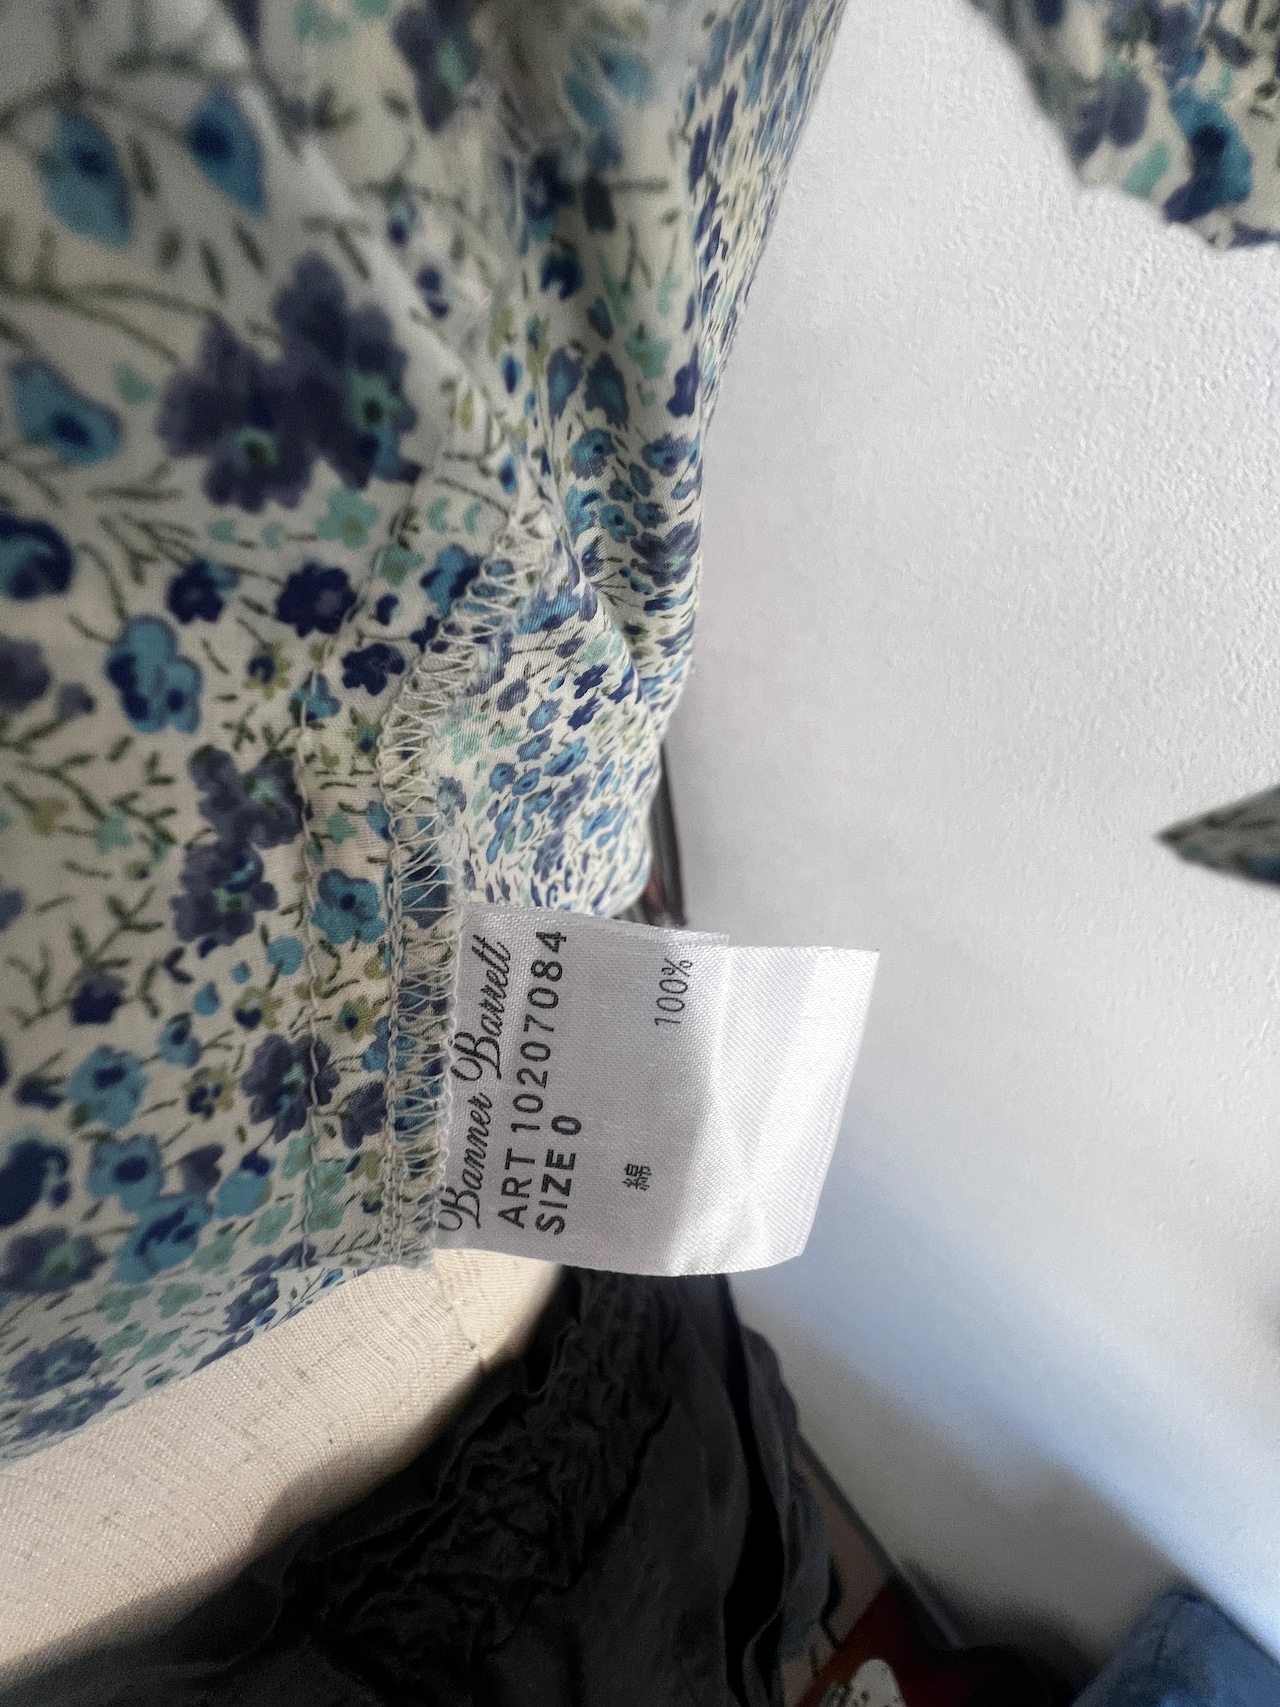 Banner Barrett
ART 10207084
SIZE 0
綿 100%